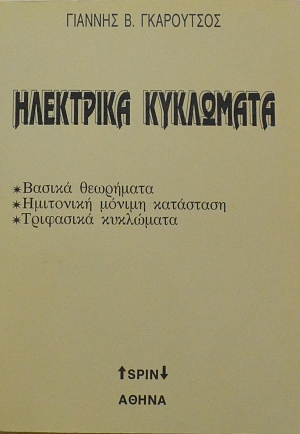 ΓΙΑΝΝΗΣ Β. ΓΚΑΡΟΥΤΣΟΣ
ΗΛΕΚΤΡΙΚΑ ΚΥΚΛΩΜΑΤΑ
✴Βασικά θεωρήματα
✴Ημιτονική μόνιμη κατάσταση
✴Τριφασικά κυκλώματα
↑SPIN↓
ΑΘΗΝΑ